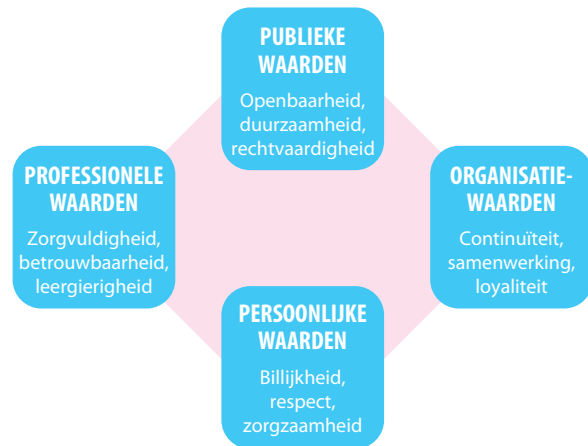 PUBLIEKE
WAARDEN
Openbaarheid,
duurzaamheid,
rechtvaardigheid
PROFESSIONELE
WAARDEN
Zorgvuldigheid,
betrouwbaarheid,
leergierigheid
ORGANISATIE-
WAARDEN
Continuïteit,
samenwerking,
loyaliteit
PERSOONLIJKE
WAARDEN
Billijkheid,
respect,
zorgzaamheid